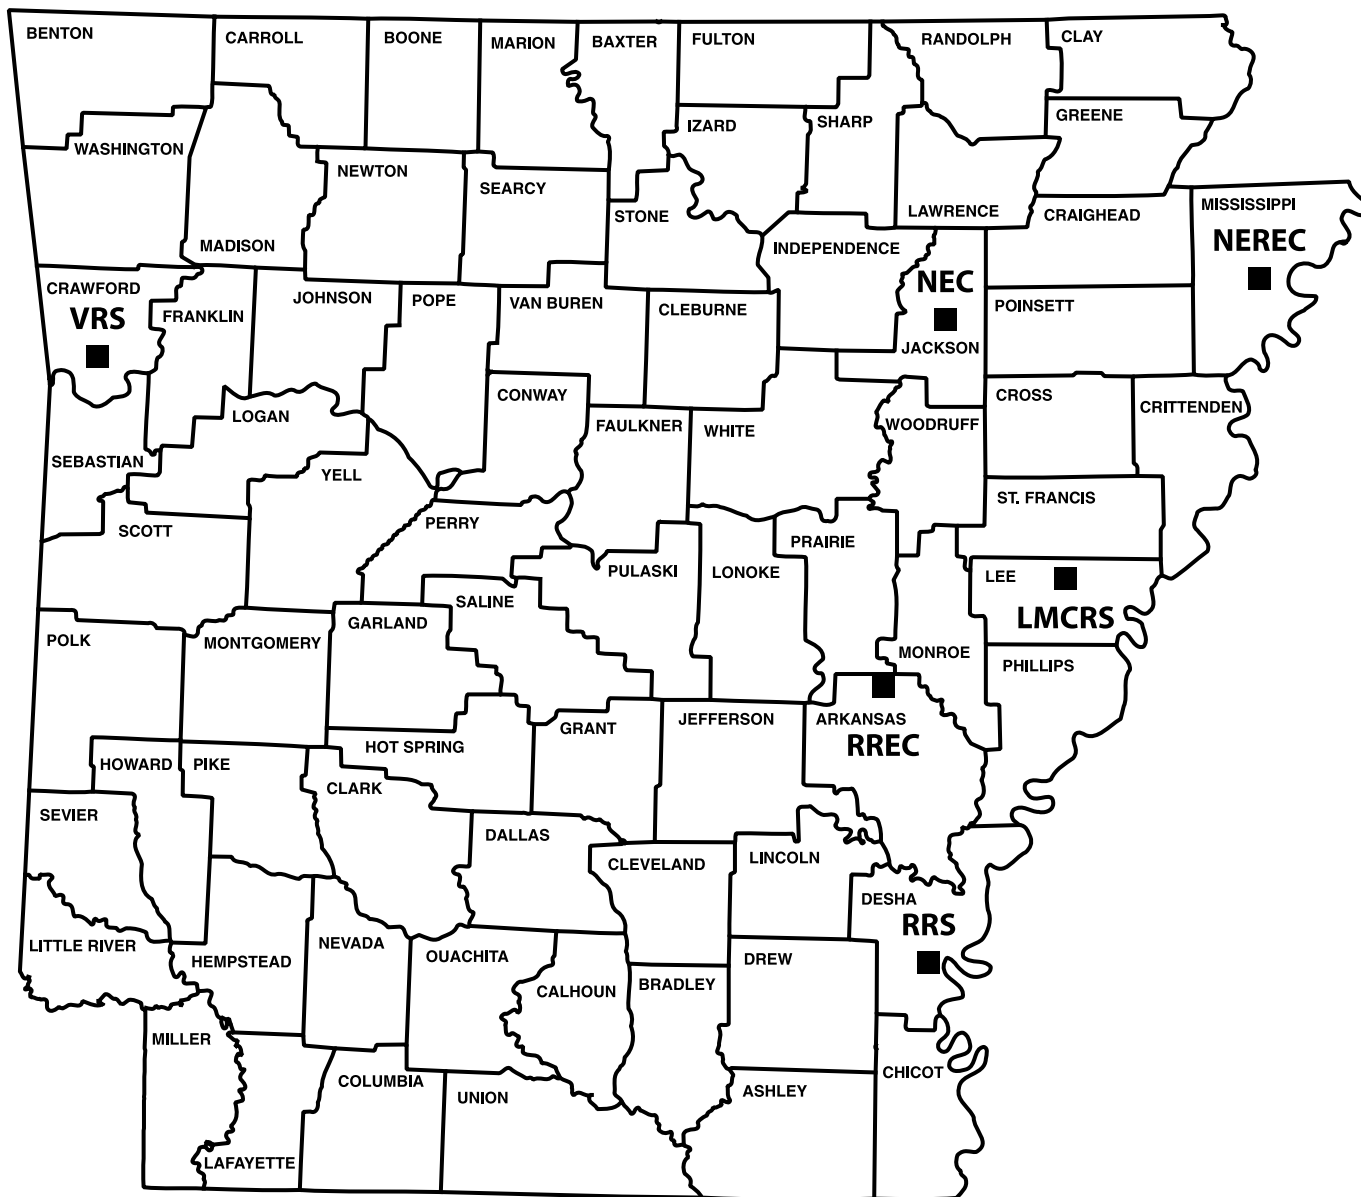 BENTON
CARROLL
BOONE
MARION
BAXTER
FULTON
RANDOLPH
CLAY
WASHINGTON
IZARD
SHARP
GREENE
NEWTON
SEARCY
STONE
LAWRENCE
CRAIGHEAD
MISSISSIPPI
NEREC
MADISON
INDEPENDENCE
NEC
JACKSON
CRAWFORD
VRS
FRANKLIN
JOHNSON
POPE
VAN BUREN
CLEBURNE
POINSETT
LOGAN
CONWAY
FAULKNER
WHITE
WOODRUFF
CROSS
CRITTENDEN
SEBASTIAN
YELL
ST. FRANCIS
SCOTT
PERRY
PULASKI
LONOKE
PRAIRIE
LEE
LMCRS
SALINE
GARLAND
POLK
MONTGOMERY
MONROE
PHILLIPS
HOT SPRING
GRANT
JEFFERSON
ARKANSAS
RREC
HOWARD
PIKE
CLARK
SEVIER
DALLAS
CLEVELAND
LINCOLN
DESHA
RRS
LITTLE RIVER
HEMPSTEAD
NEVADA
OUACHITA
CALHOUN
BRADLEY
DREW
MILLER
COLUMBIA
UNION
ASHLEY
CHICOT
LAFAYETTE